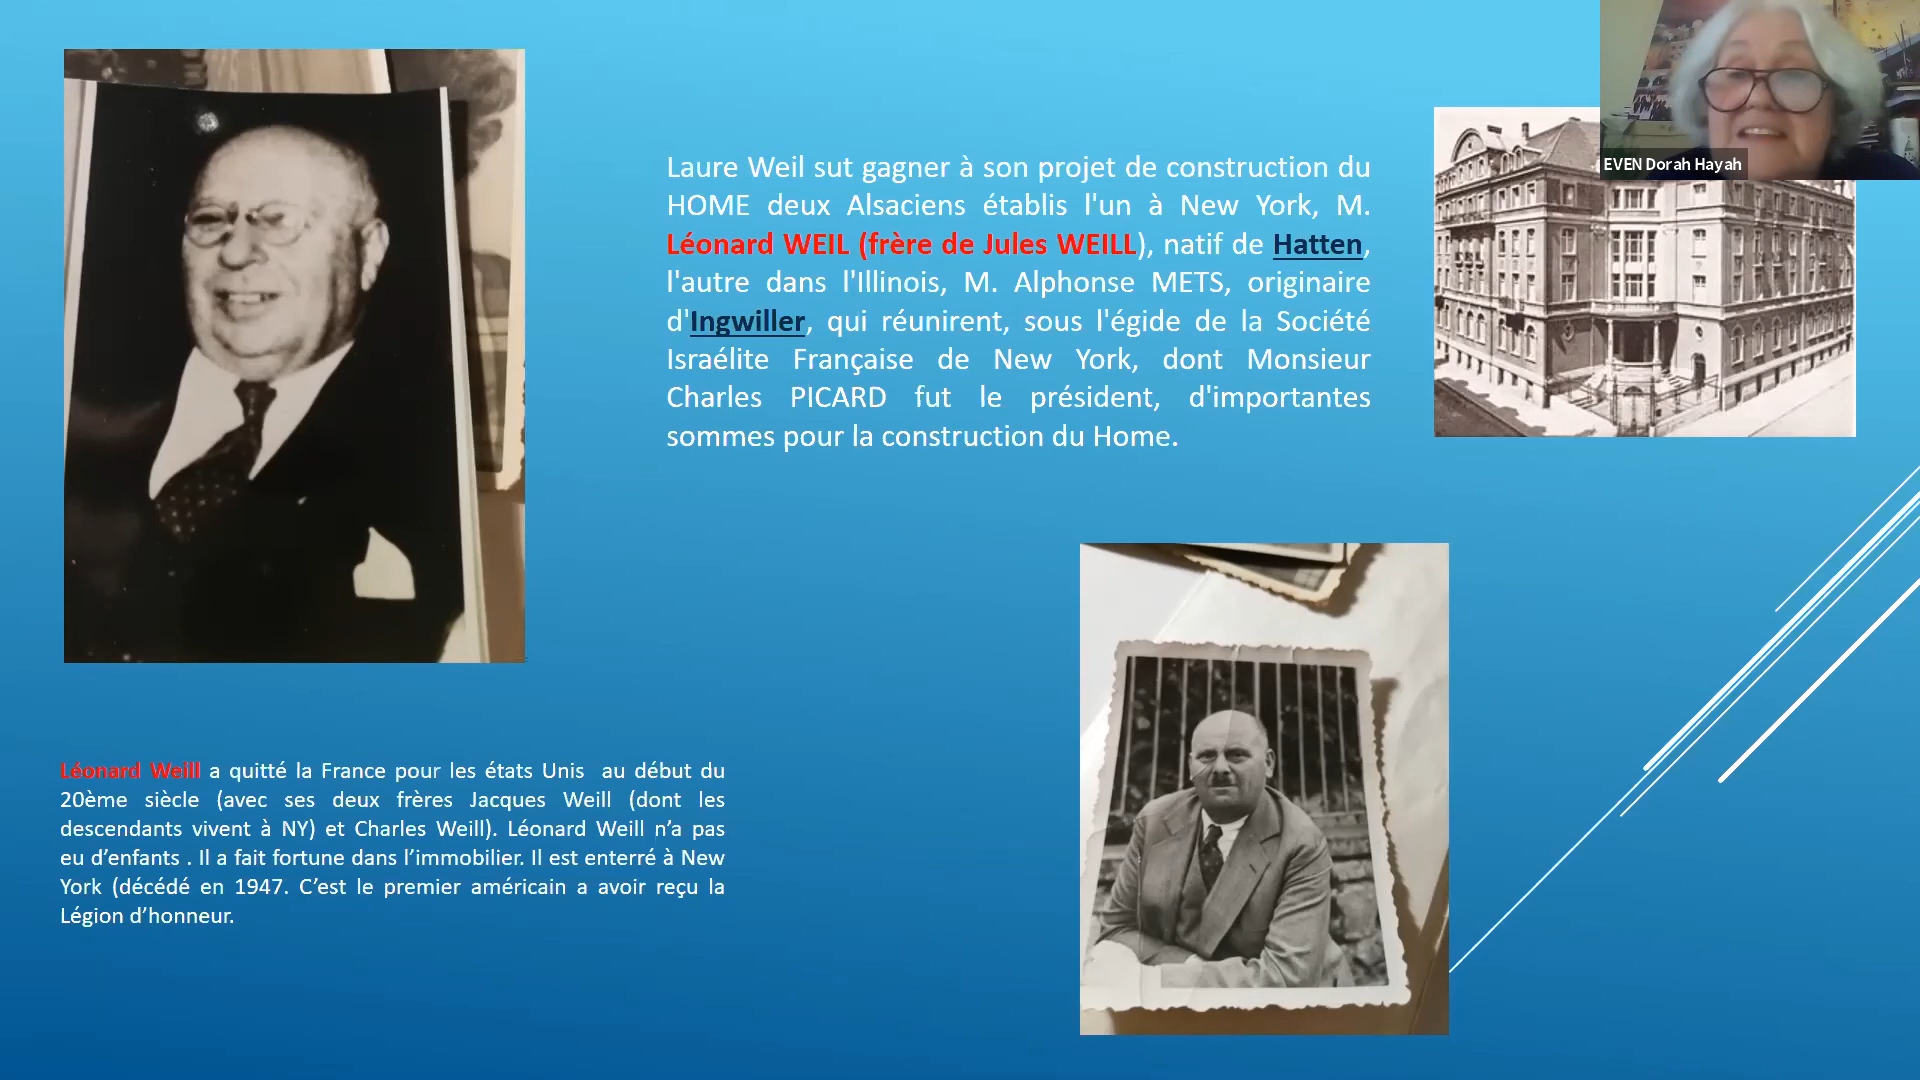 EVEN Dorah Hayah
Laure Weil sut gagner à son projet de construction du
HOME deux Alsaciens établis l'un à New York, M.
Léonard WEIL (frère de Jules WEILL), natif de Hatten,
l'autre dans l'Illinois, M. Alphonse METS, originaire
d'Ingwiller, qui réunirent, sous l'égide de la Société
Israélite Française de New York, dont Monsieur
Charles PICARD fut le président, d'importantes
sommes pour la construction du Home.
Léonard Weill a quitté la France pour les états Unis au début du
20ème siècle (avec ses deux frères Jacques Weill (dont les
descendants vivent à NY) et Charles Weill). Léonard Weill n’a pas
eu d’enfants . Il a fait fortune dans l’immobilier. Il est enterré à New
York (décédé en 1947. C’est le premier américain a avoir reçu la
Légion d’honneur.